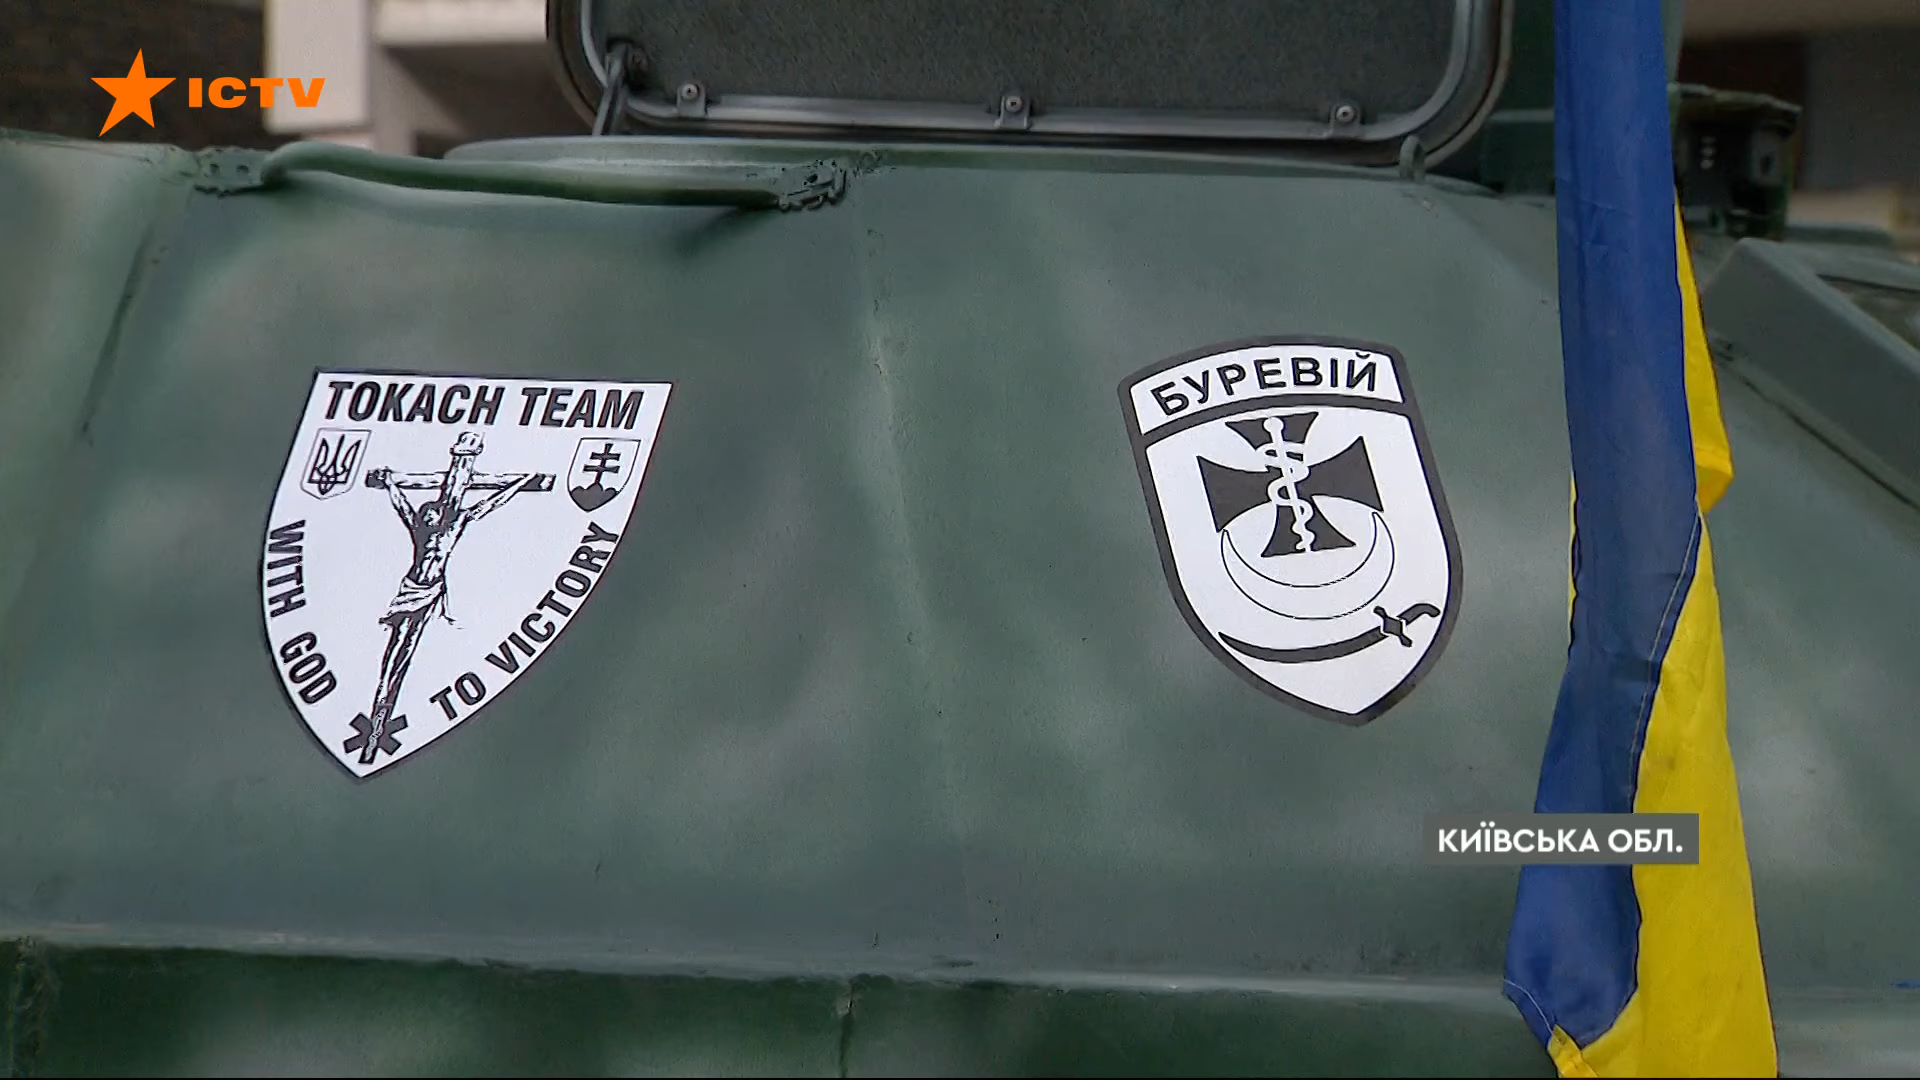 ICTV
TOKACH TEAM
WITH GOD
TO VICTORY
БУРЕВІЙ
КИЇВСЬКА ОБЛ.